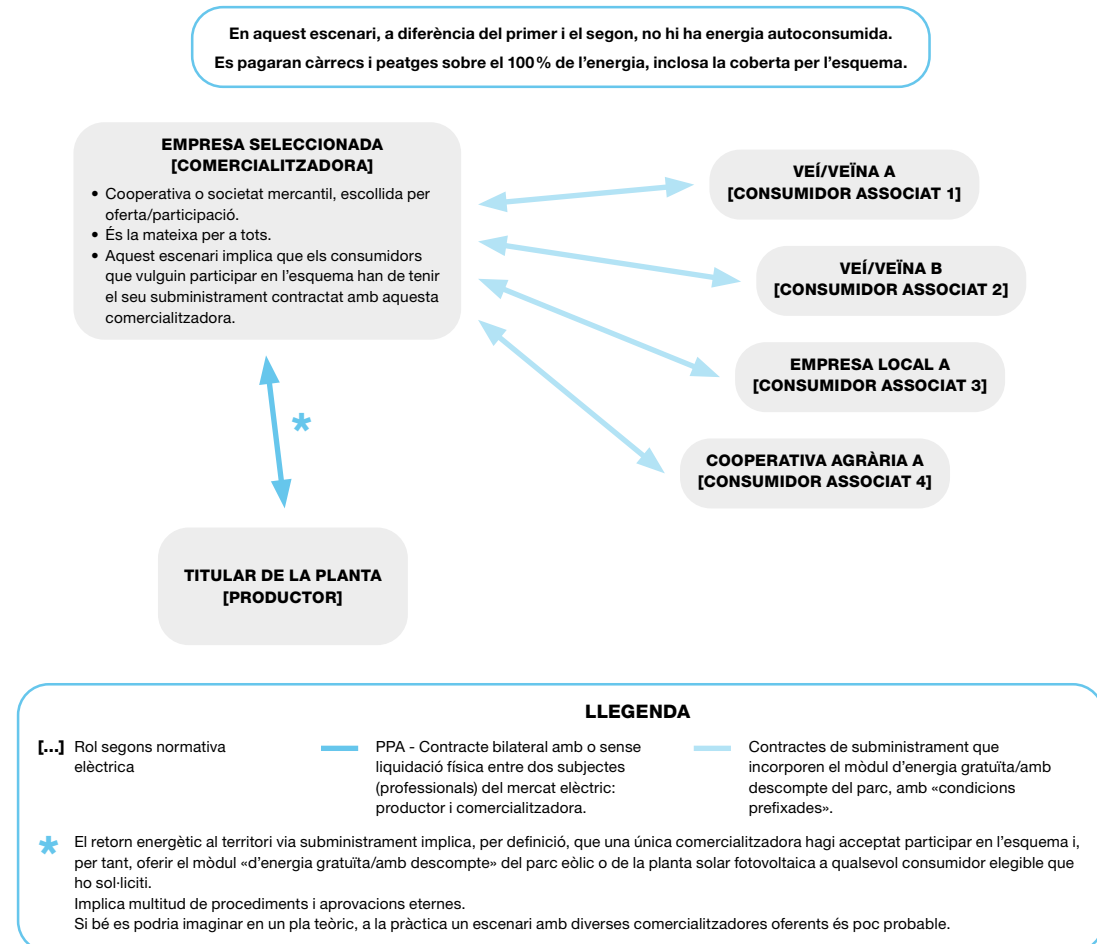 En aquest escenari, a diferència del primer i el segon, no hi ha energia autoconsumida.
Es pagaran càrrecs i peatges sobre el 100 % de l'energia, inclosa la coberta per l'esquema.
EMPRESA SELECCIONADA
[COMERCIALITZADORA]
• Cooperativa o societat mercantil, escollida per
oferta/participació.
• És la mateixa per a tots.
• Aquest escenari implica que els consumidors
que vulguin participar en l'esquema han de tenir
el seu subministrament contractat amb aquesta
comercialitzadora.
VEÍ/VEÏNA A
[CONSUMIDOR ASSOCIAT 1]
VEÍ/VEÏNA B
[CONSUMIDOR ASSOCIAT 2]
EMPRESA LOCAL A
[CONSUMIDOR ASSOCIAT 3]
COOPERATIVA AGRÀRIA A
[CONSUMIDOR ASSOCIAT 4]
*
TITULAR DE LA PLANTA
[PRODUCTOR]
LLEGENDA
[...] Rol segons normativa
elèctrica
PPA - Contracte bilateral amb o sense
liquidació física entre dos subjectes
(professionals) del mercat elèctric:
productor i comercialitzadora.
Contractes de subministrament que
incorporen el mòdul d'energia gratuïta/amb
descompte del parc, amb «condicions
prefixades».
* El retorn energètic al territori via subministrament implica, per definició, que una única comercialitzadora hagi acceptat participar en l'esquema i,
per tant, oferir el mòdul «d'energia gratuïta/amb descompte» del parc eòlic o de la planta solar fotovoltaica a qualsevol consumidor elegible que
ho sol·liciti.
Implica multitud de procediments i aprovacions eternes.
Si bé es podria imaginar en un pla teòric, a la pràctica un escenari amb diverses comercialitzadores oferents és poc probable.